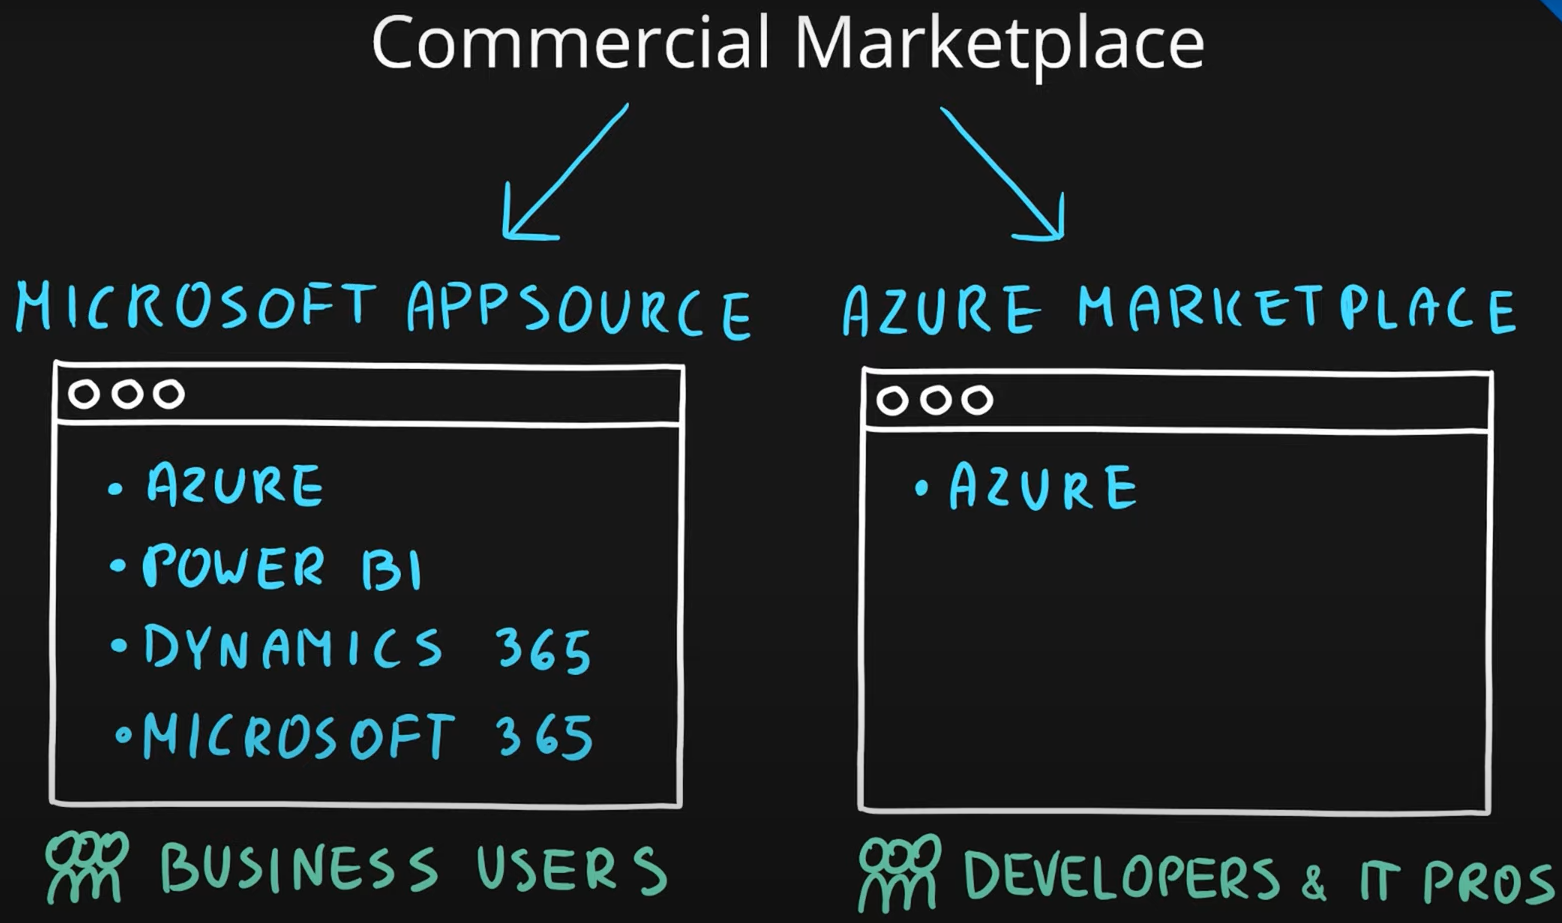 Commercial Marketplace
MICROSOFT APPSOURCE
• AZURE
• POWER BI
• DYNAMICS 365
• MICROSOFT 365
BUSINESS USERS
AZURE MARKETPLACE
• AZURE
DEVELOPERS & IT PROS